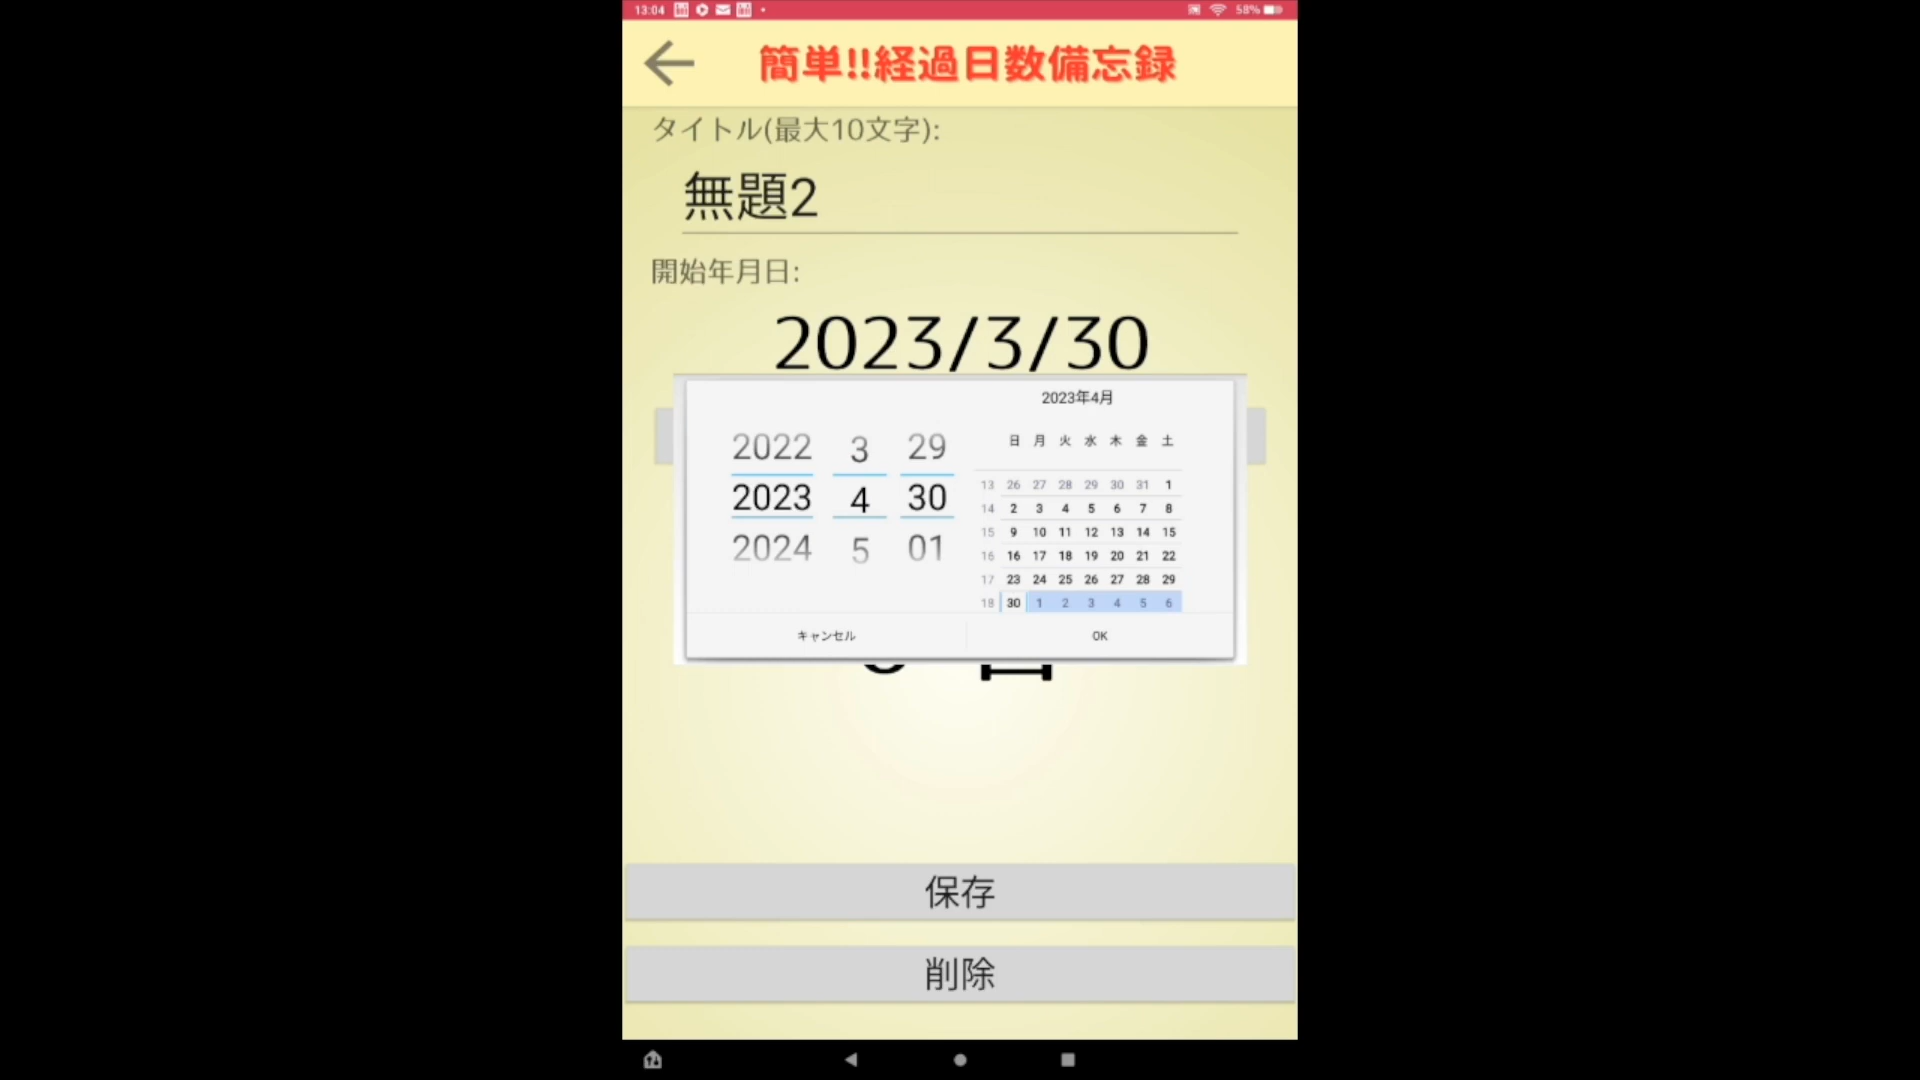 13:04
58%
簡単!!経過日数備忘録
タイトル(最大10文字):
無題2
開始年月日:
2023/3/30
2023年4月
2022 3 29
2023 4 30
2024 5 01
日 月 火 水 木 金 土
13 26 27 28 29 30 31 1
14 2 3 4 5 6 7 8
15 9 10 11 12 13 14 15
16 16 17 18 19 20 21 22
17 23 24 25 26 27 28 29
18 30 1 2 3 4 5 6
キャンセル OK
保存
削除